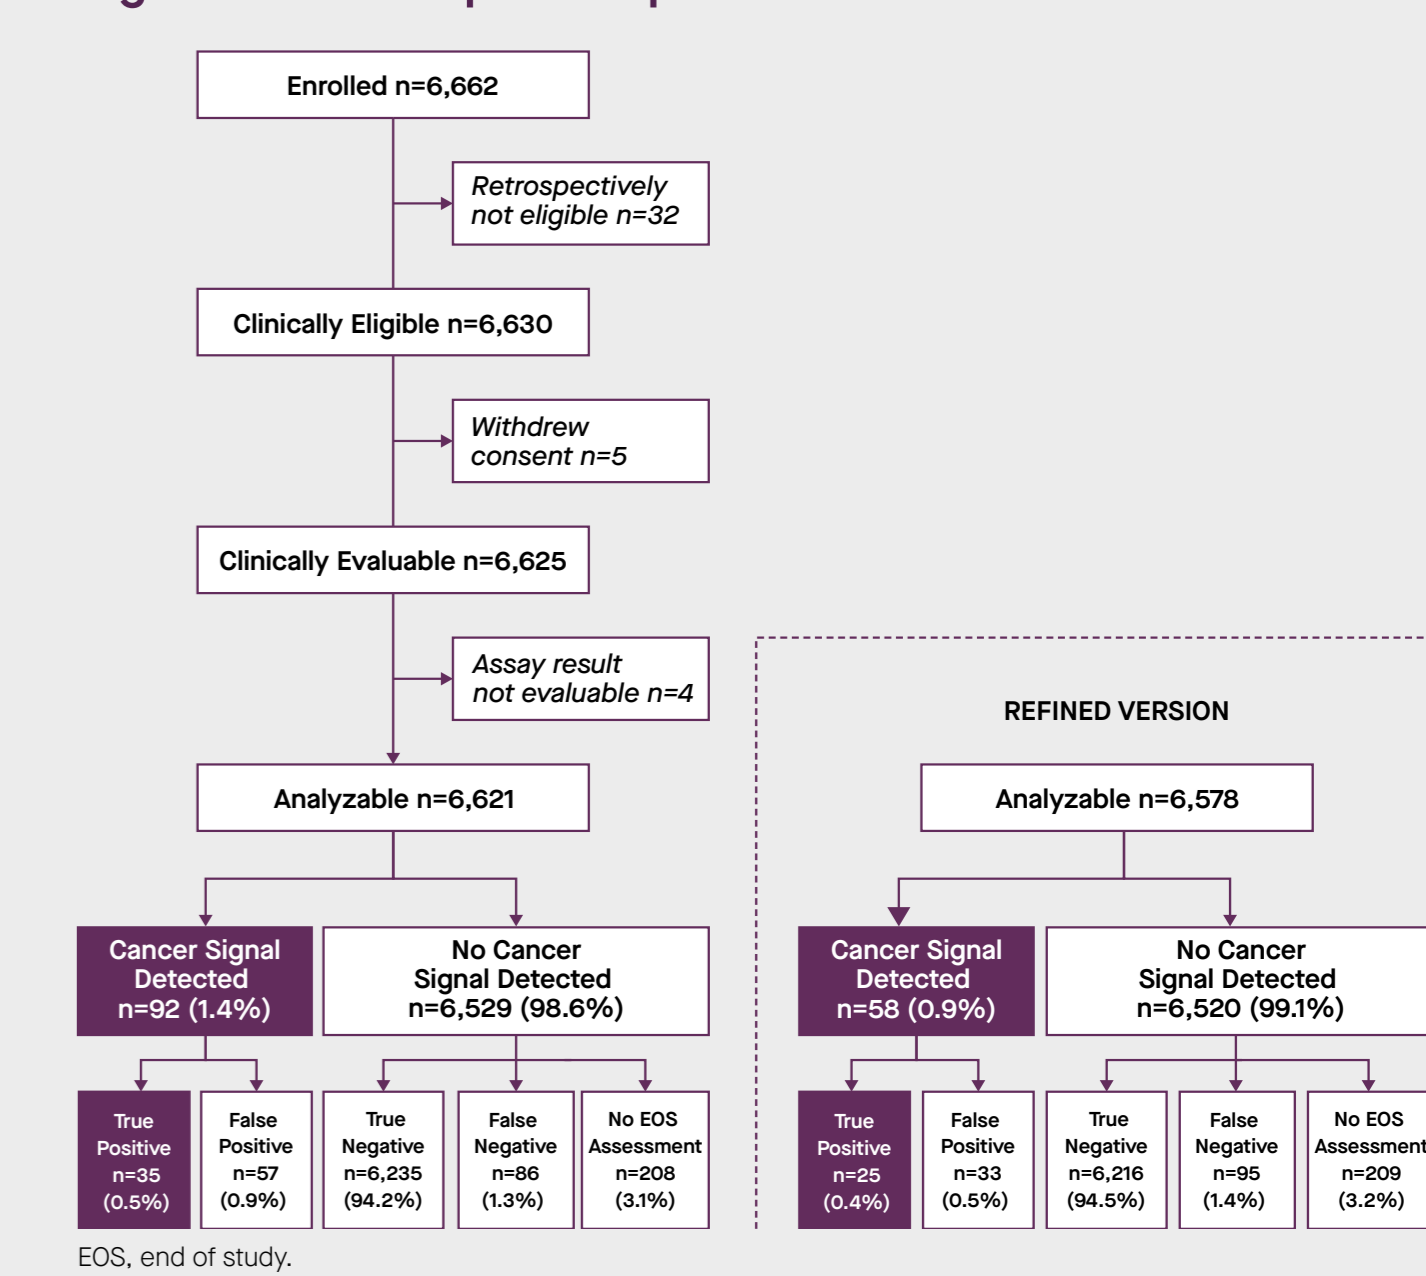 Enrolled n=6,662
Retrospectively
not eligible n=32
Clinically Eligible n=6,630
Withdrew
consent n=5
Clinically Evaluable n=6,625
Assay result
not evaluable n=4
Analyzable n=6,621
Cancer Signal
Detected
n=92 (1.4%)
No Cancer
Signal Detected
n=6,529 (98.6%)
True
Positive
n=35
(0.5%)
False
Positive
n=57
(0.9%)
True
Negative
n=6,235
(94.2%)
False
Negative
n=86
(1.3%)
No EOS
Assessment
n=208
(3.1%)
REFINED VERSION
Analyzable n=6,578
Cancer Signal
Detected
n=58 (0.9%)
No Cancer
Signal Detected
n=6,520 (99.1%)
True
Positive
n=25
(0.4%)
False
Positive
n=33
(0.5%)
True
Negative
n=6,216
(94.5%)
False
Negative
n=95
(1.4%)
No EOS
Assessment
n=209
(3.2%)
EOS, end of study.